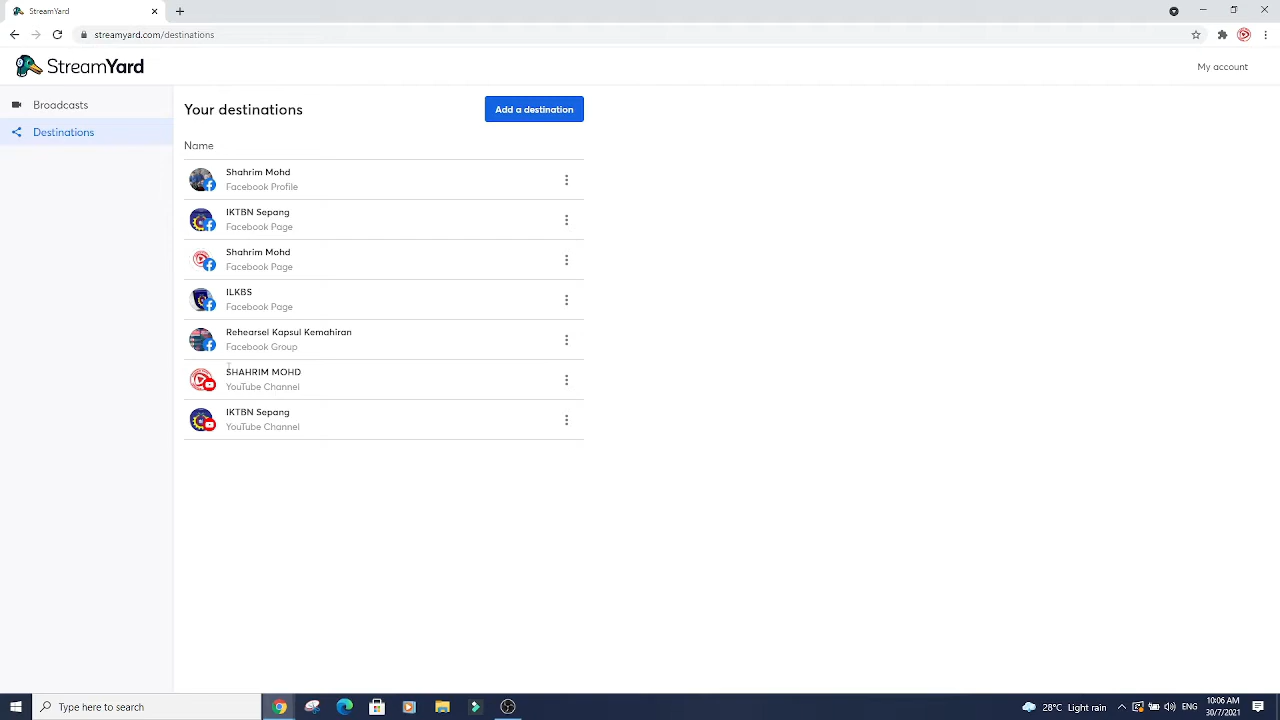 StreamYard
streamyard.com/destinations
StreamYard
My account
Broadcasts
Destinations
Your destinations
Add a destination
Name
Shahrim Mohd
Facebook Profile
IKTBN Sepang
Facebook Page
Shahrim Mohd
Facebook Page
ILKBS
Facebook Page
Rehearsel Kapsul Kemahiran
Facebook Group
SHAHRIM MOHD
YouTube Channel
IKTBN Sepang
YouTube Channel
Type here to search
28°C Light rain
ENG
10:06 AM
30/7/2021